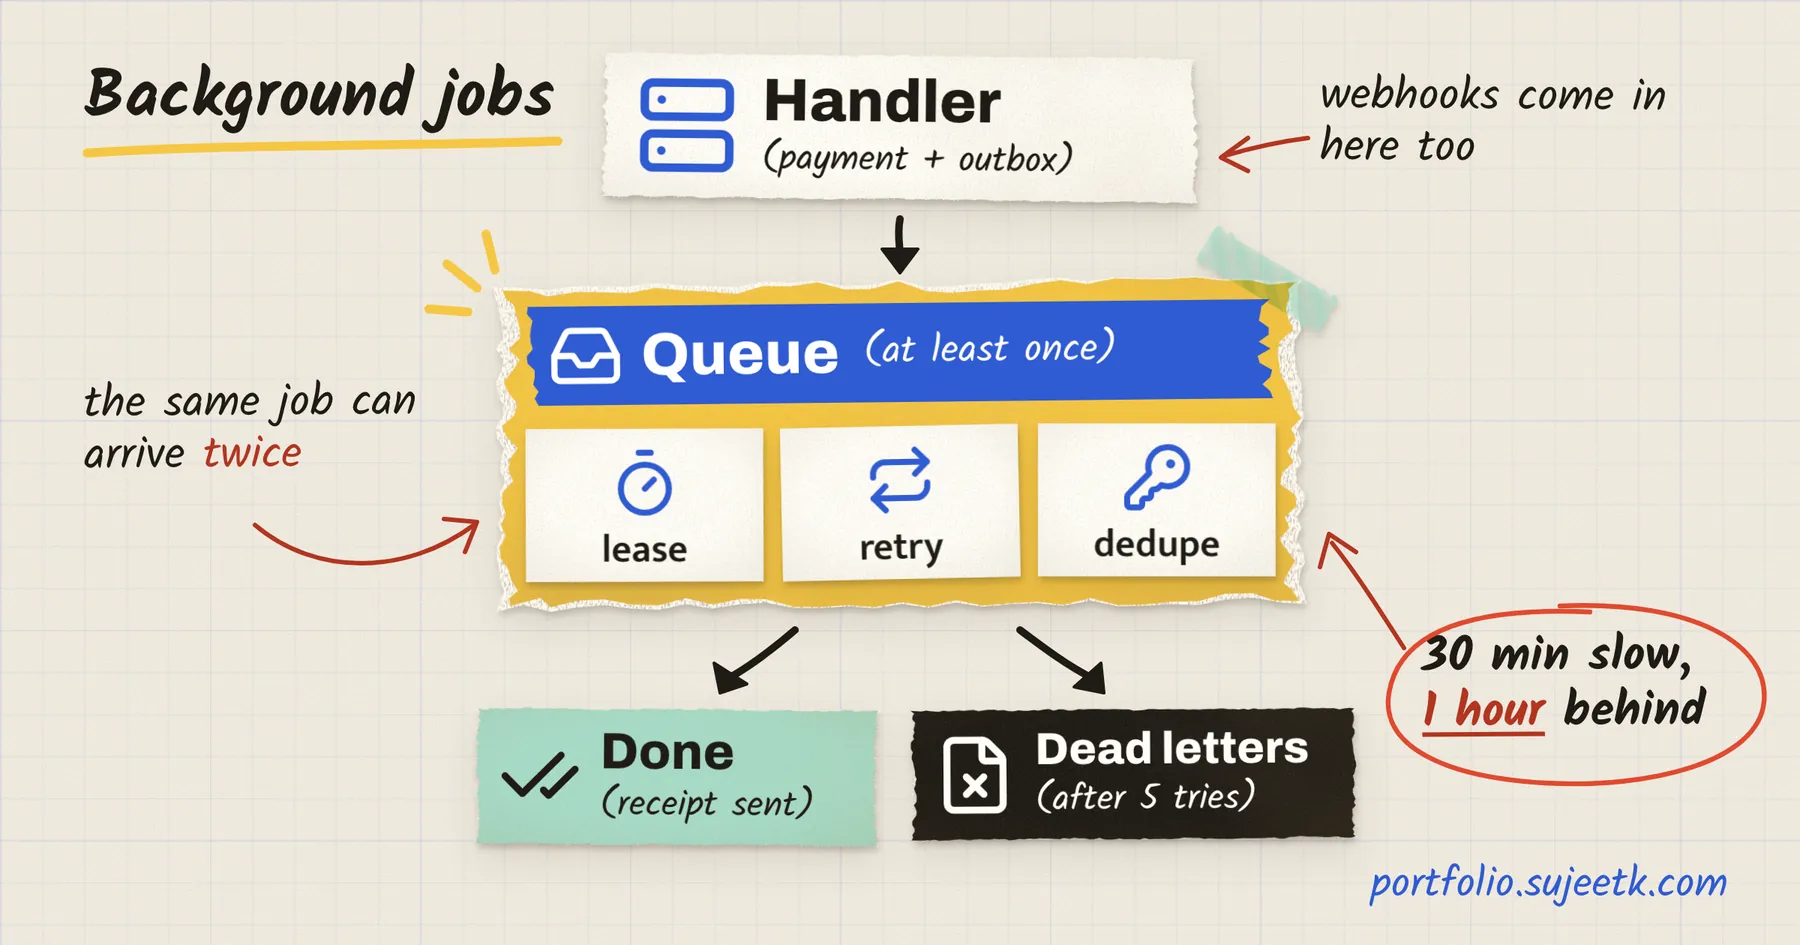 Background jobs
Handler
(payment + outbox)
webhooks come in
here too
Queue (at least once)
the same job can
arrive twice
lease
retry
dedupe
30 min slow,
1 hour behind
Done
(receipt sent)
Dead letters
(after 5 tries)
portfolio.sujeetk.com